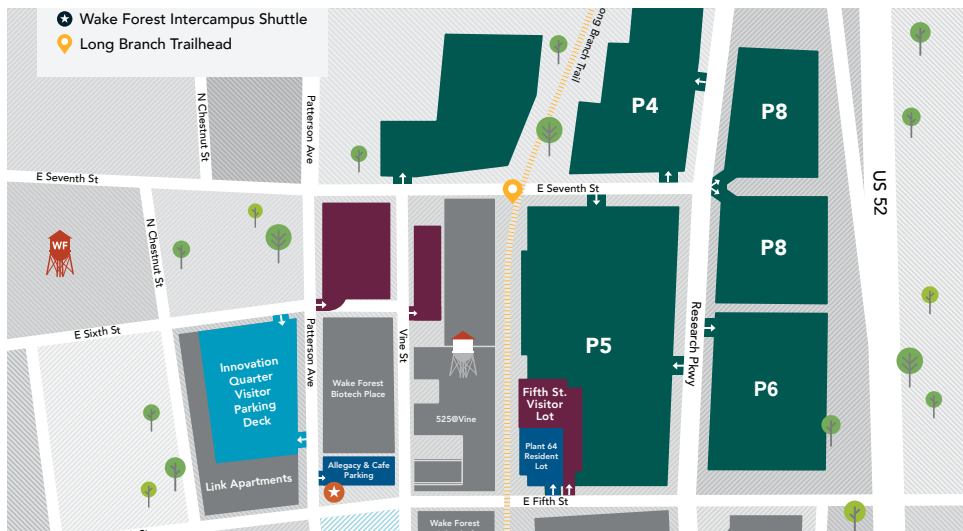 Wake Forest Intercampus Shuttle
Long Branch Trailhead
Long Branch Trail
N Chestnut St
Patterson Ave
P4
P8
E Seventh St
E Seventh St
US 52
N Chestnut St
WF
P8
E Sixth St
Patterson Ave
Vine St
Research Pkwy
P5
P6
Innovation
Quarter
Visitor
Parking
Deck
Wake Forest
Biotech Place
525@Vine
Fifth St.
Visitor
Lot
Plant 64
Resident
Lot
Allegacy & Cafe
Parking
Link Apartments
E Fifth St
Wake Forest